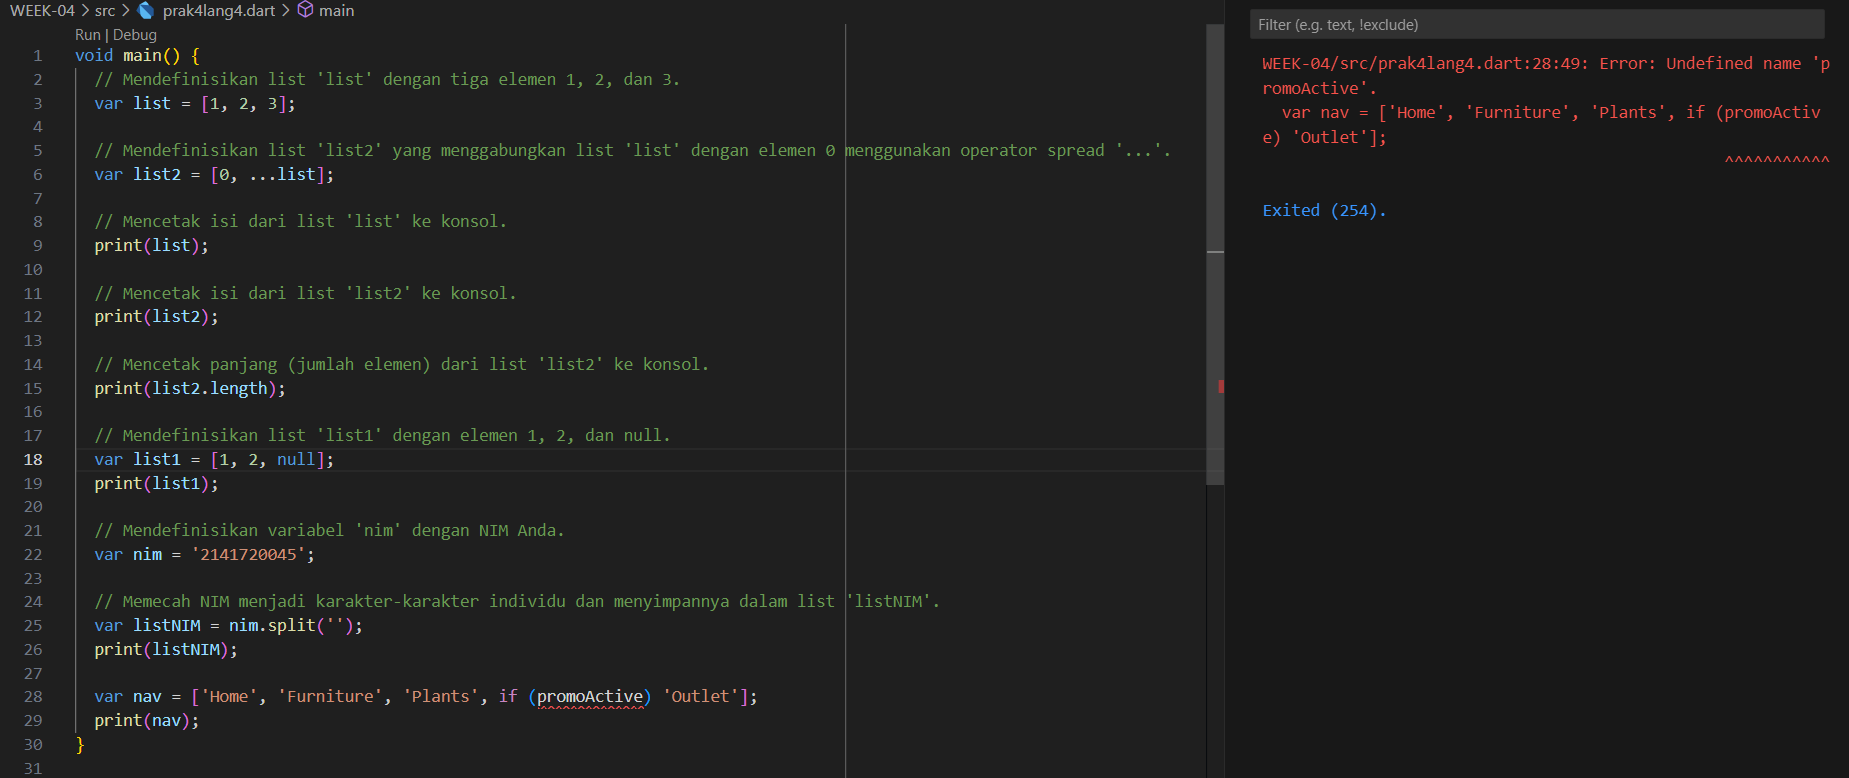 WEEK-04 > src > prak4lang4.dart > main
Run | Debug
1 void main() {
2 // Mendefinisikan list 'list' dengan tiga elemen 1, 2, dan 3.
3 var list = [1, 2, 3];
4
5 // Mendefinisikan list 'list2' yang menggabungkan list 'list' dengan elemen 0 menggunakan operator spread '...'.
6 var list2 = [0, ...list];
7
8 // Mencetak isi dari list 'list' ke konsol.
9 print(list);
10
11 // Mencetak isi dari list 'list2' ke konsol.
12 print(list2);
13
14 // Mencetak panjang (jumlah elemen) dari list 'list2' ke konsol.
15 print(list2.length);
16
17 // Mendefinisikan list 'list1' dengan elemen 1, 2, dan null.
18 var list1 = [1, 2, null];
19 print(list1);
20
21 // Mendefinisikan variabel 'nim' dengan NIM Anda.
22 var nim = '2141720045';
23
24 // Memecah NIM menjadi karakter-karakter individu dan menyimpannya dalam list 'listNIM'.
25 var listNIM = nim.split('');
26 print(listNIM);
27
28 var nav = ['Home', 'Furniture', 'Plants', if (promoActive) 'Outlet'];
29 print(nav);
30 }
31
Filter (e.g. text, !exclude)
WEEK-04/src/prak4lang4.dart:28:49: Error: Undefined name 'p
romoActive'.
var nav = ['Home', 'Furniture', 'Plants', if (promoActiv
e) 'Outlet'];
^^^^^^^^^^^
Exited (254).